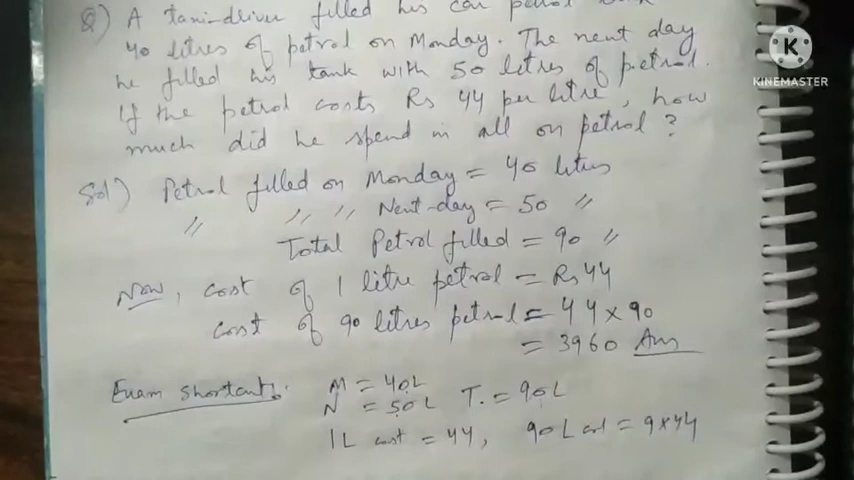 Q) A taxi-driver filled his car petrol tank
40 litres of petrol on Monday. The next day
he filled his tank with 50 litres of petrol.
If the petrol costs Rs 44 per litre, how
much did he spend in all on petrol?
Sol) Petrol filled on Monday = 40 litres
〃 〃 〃 Next-day = 50 〃
Total Petrol filled = 90 〃
Now, cost of 1 litre petrol = Rs 44
cost of 90 litres petrol = 44 x 90
= 3960 Ans
Exam shortcut:
M = 40L
N = 50L T. = 90L
1L cost = 44, 90L cost = 9x44
KINEMASTER